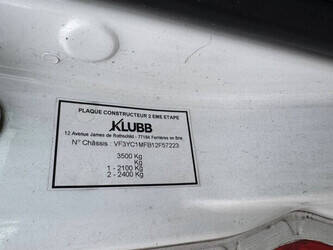 PLAQUE CONSTRUCTEUR 2 EME ETAPE
KLUBB
12 Avenue James de Rothschild - 77164 Ferrières en Brie
N° Châssis : VF3YC1MFB12F57223
3500 Kg
Kg
1 - 2100 Kg
2 - 2400 Kg